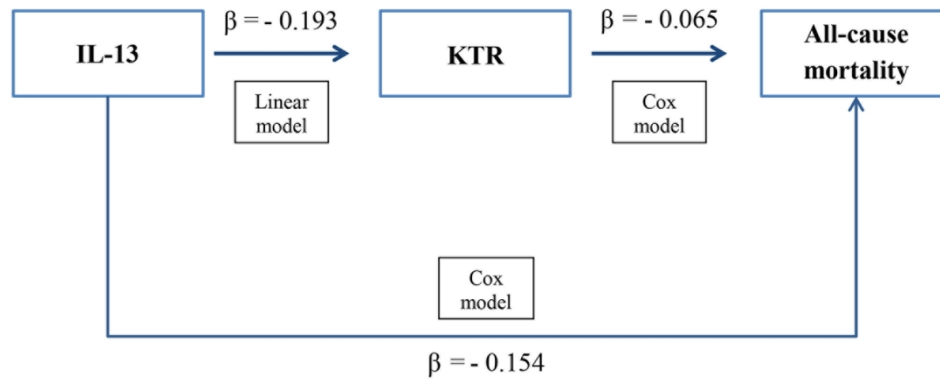 β = - 0.193
β = - 0.065
IL-13
KTR
All-cause
mortality
Linear
model
Cox
model
Cox
model
β = - 0.154